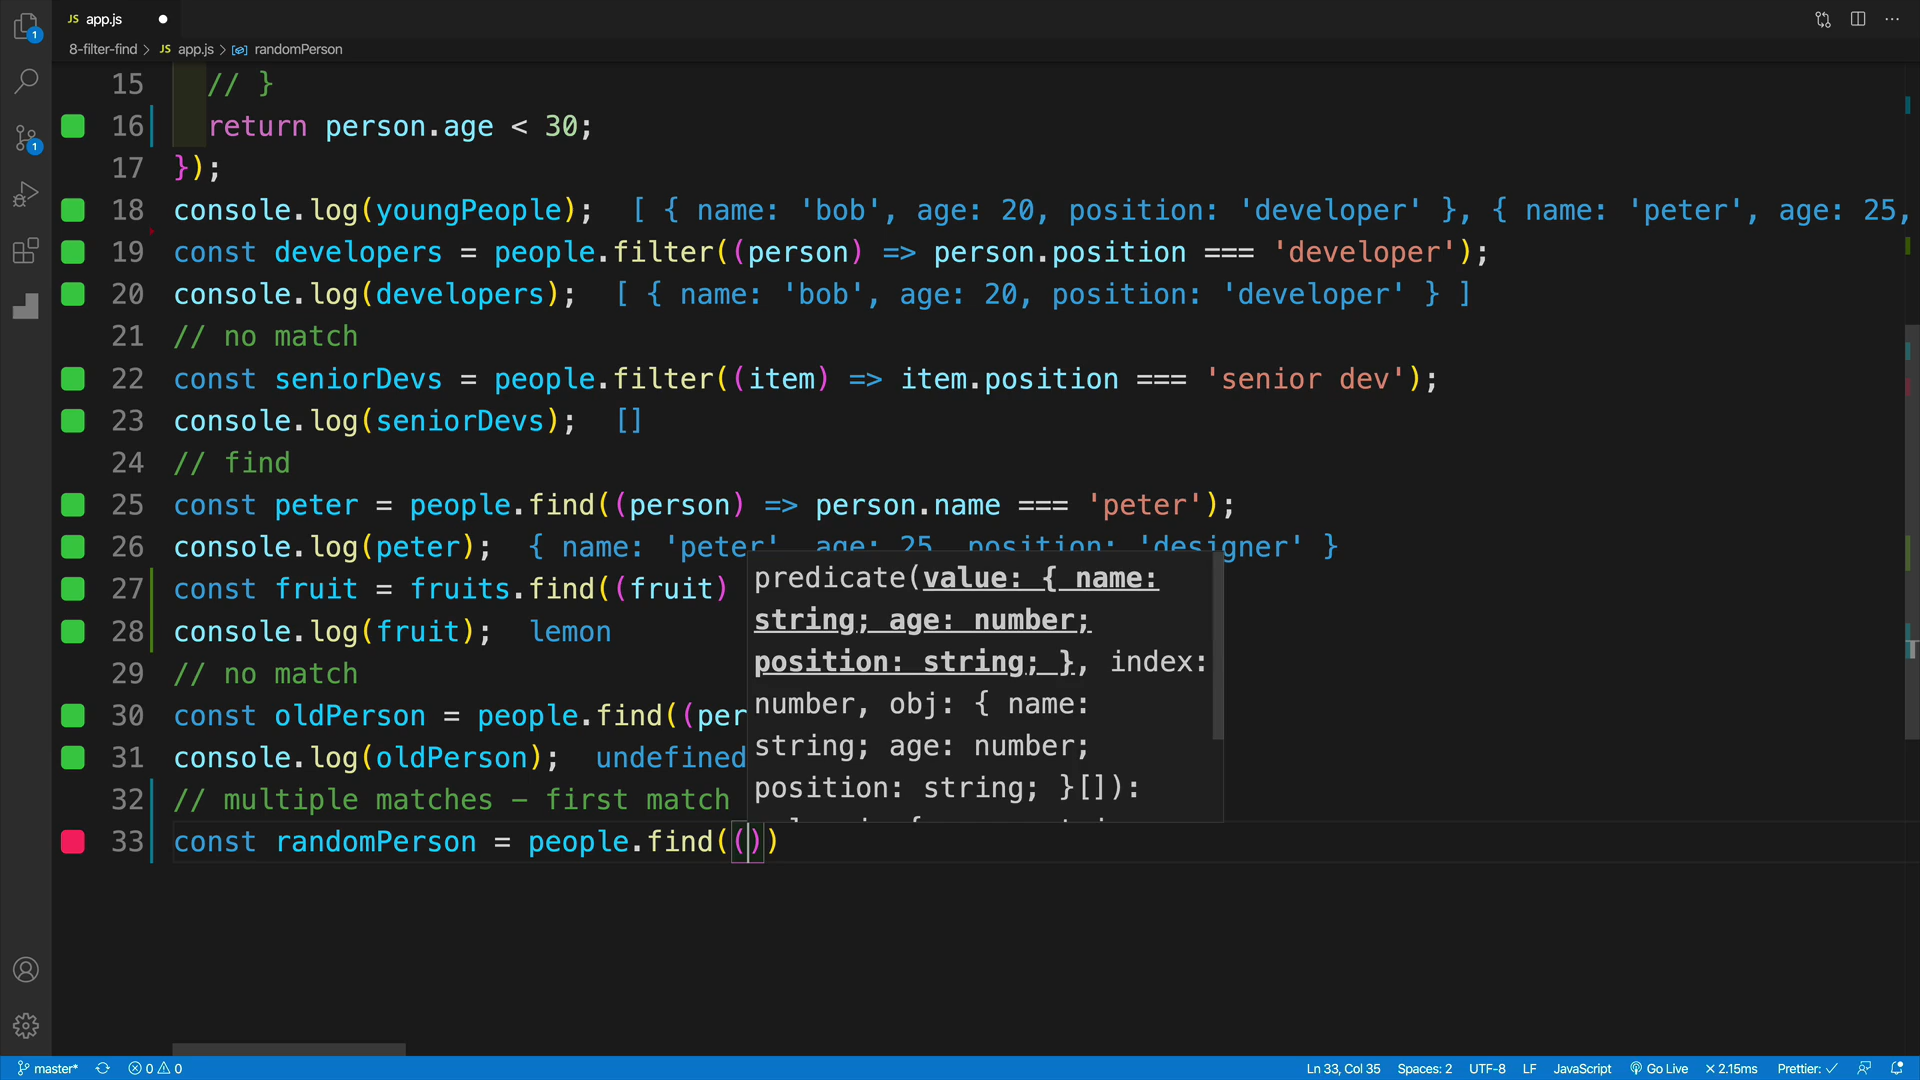 JS app.js
8-filter-find > JS app.js > randomPerson
1
1
15 // }
16 return person.age < 30;
17 });
18 console.log(youngPeople); [ { name: 'bob', age: 20, position: 'developer' }, { name: 'peter', age: 25,
19 const developers = people.filter((person) => person.position === 'developer');
20 console.log(developers); [ { name: 'bob', age: 20, position: 'developer' } ]
21 // no match
22 const seniorDevs = people.filter((item) => item.position === 'senior dev');
23 console.log(seniorDevs); []
24 // find
25 const peter = people.find((person) => person.name === 'peter');
26 console.log(peter); { name: 'peter', age: 25, position: 'designer' }
27 const fruit = fruits.find((fruit)
28 console.log(fruit); lemon
29 // no match
30 const oldPerson = people.find((per
31 console.log(oldPerson); undefined
32 // multiple matches – first match
33 const randomPerson = people.find(())
predicate(value: { name:
string; age: number;
position: string; }, index:
number, obj: { name:
string; age: number;
position: string; }[]):
master* 0 0 Ln 33, Col 35 Spaces: 2 UTF-8 LF JavaScript Go Live × 2.15ms Prettier: ✓